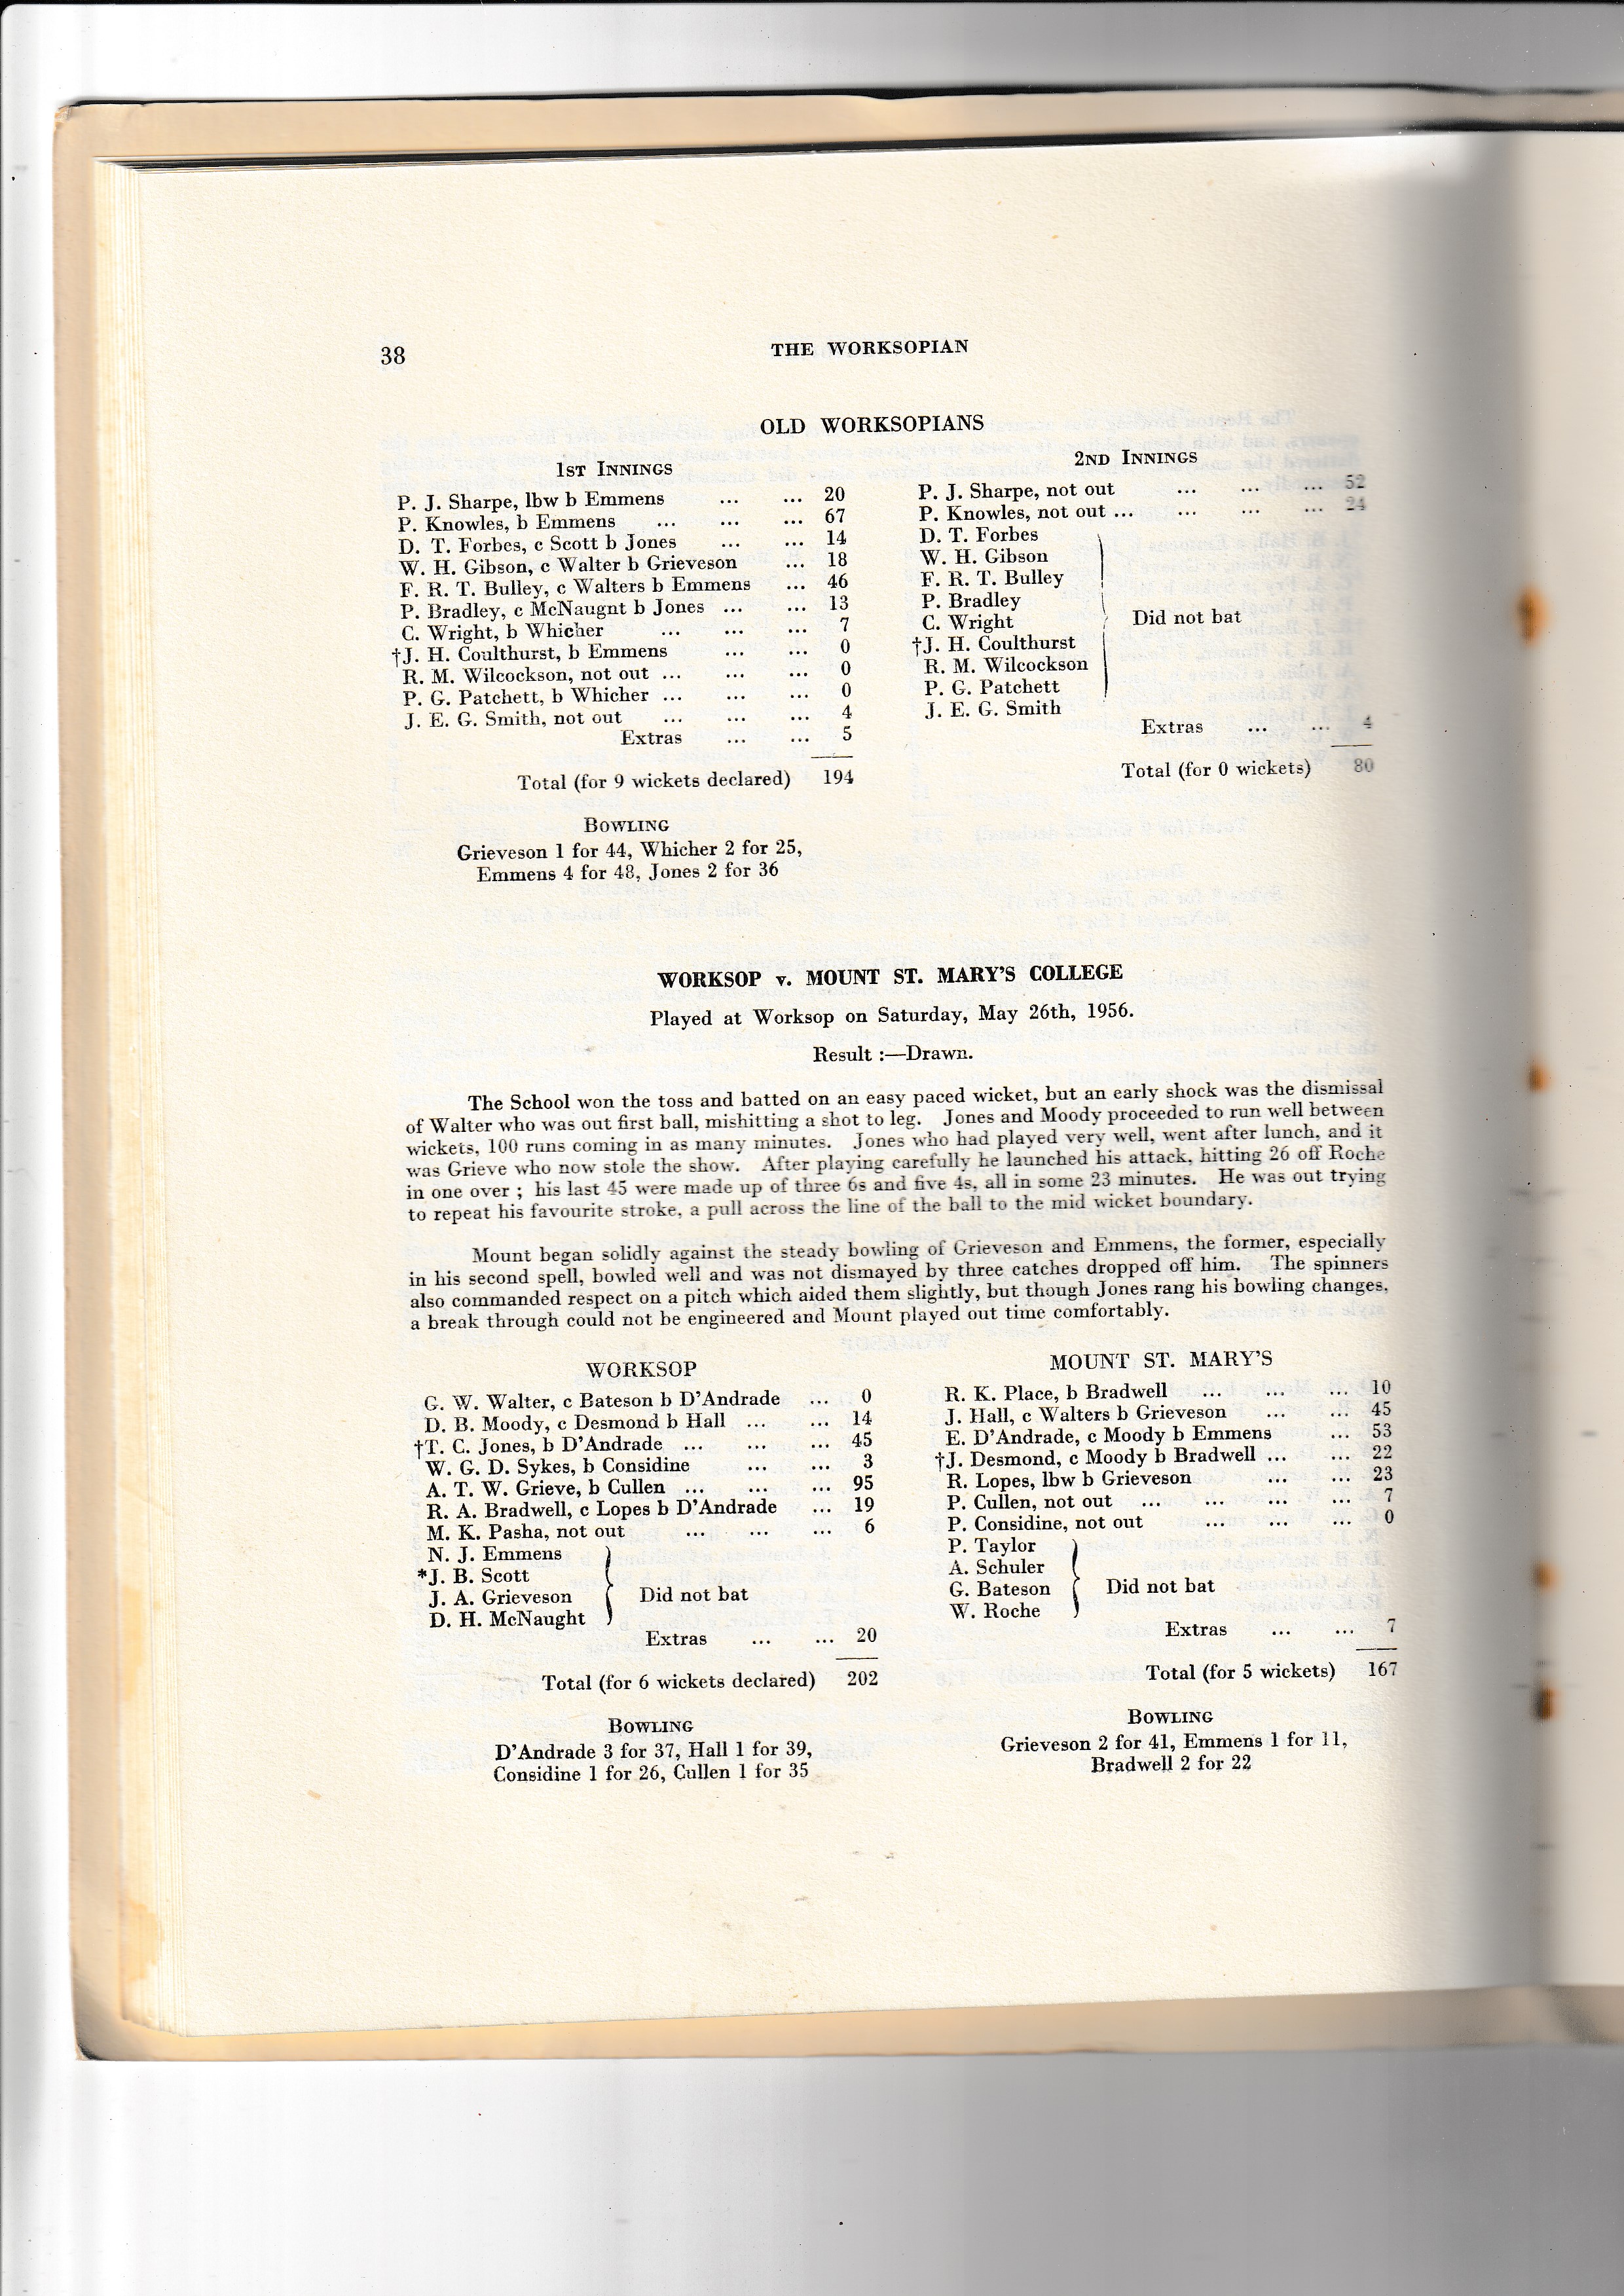 38
THE WORKSOPIAN
OLD WORKSOPIANS
1ST INNINGS
P. J. Sharpe, lbw b Emmens ... ... 20
P. Knowles, b Emmens ... ... ... 67
D. T. Forbes, c Scott b Jones ... ... 14
W. H. Gibson, c Walter b Grieveson ... 18
F. R. T. Bulley, c Walters b Emmens ... 46
P. Bradley, c McNaugnt b Jones ... ... 13
C. Wright, b Whicher ... ... ... 7
†J. H. Coulthurst, b Emmens ... ... 0
R. M. Wilcockson, not out ... ... ... 0
P. G. Patchett, b Whicher ... ... ... 0
J. E. G. Smith, not out ... ... ... 4
Extras ... ... 5
Total (for 9 wickets declared) 194
BOWLING
Grieveson 1 for 44, Whicher 2 for 25,
Emmens 4 for 48, Jones 2 for 36
2ND INNINGS
P. J. Sharpe, not out ... ... ... 52
P. Knowles, not out ... ... ... ... 24
D. T. Forbes
W. H. Gibson
F. R. T. Bulley
P. Bradley
C. Wright
Did not bat
†J. H. Coulthurst
R. M. Wilcockson
P. G. Patchett
J. E. G. Smith
Extras ... ... 4
Total (for 0 wickets) 80
WORKSOP v. MOUNT ST. MARY'S COLLEGE
Played at Worksop on Saturday, May 26th, 1956.
Result :—Drawn.
The School won the toss and batted on an easy paced wicket, but an early shock was the dismissal
of Walter who was out first ball, mishitting a shot to leg. Jones and Moody proceeded to run well between
wickets, 100 runs coming in as many minutes. Jones who had played very well, went after lunch, and it
was Grieve who now stole the show. After playing carefully he launched his attack, hitting 26 off Roche
in one over ; his last 45 were made up of three 6s and five 4s, all in some 23 minutes. He was out trying
to repeat his favourite stroke, a pull across the line of the ball to the mid wicket boundary.
Mount began solidly against the steady bowling of Grieveson and Emmens, the former, especially
in his second spell, bowled well and was not dismayed by three catches dropped off him. The spinners
also commanded respect on a pitch which aided them slightly, but though Jones rang his bowling changes,
a break through could not be engineered and Mount played out time comfortably.
WORKSOP
G. W. Walter, c Bateson b D'Andrade ... 0
D. B. Moody, c Desmond b Hall ... ... 14
†T. C. Jones, b D'Andrade ... ... ... 45
W. G. D. Sykes, b Considine ... ... 3
A. T. W. Grieve, b Cullen ... ... ... 95
R. A. Bradwell, c Lopes b D'Andrade ... 19
M. K. Pasha, not out ... ... ... 6
N. J. Emmens
*J. B. Scott
J. A. Grieveson
Did not bat
D. H. McNaught
Extras ... ... 20
Total (for 6 wickets declared) 202
BOWLING
D'Andrade 3 for 37, Hall 1 for 39,
Considine 1 for 26, Cullen 1 for 35
MOUNT ST. MARY'S
R. K. Place, b Bradwell ... ... ... 10
J. Hall, c Walters b Grieveson ... ... 45
E. D'Andrade, c Moody b Emmens ... 53
†J. Desmond, c Moody b Bradwell ... ... 22
R. Lopes, lbw b Grieveson ... ... 23
P. Cullen, not out ... ... ... ... 7
P. Considine, not out ... ... ... 0
P. Taylor
A. Schuler
G. Bateson
Did not bat
W. Roche
Extras ... ... 7
Total (for 5 wickets) 167
BOWLING
Grieveson 2 for 41, Emmens 1 for 11,
Bradwell 2 for 22